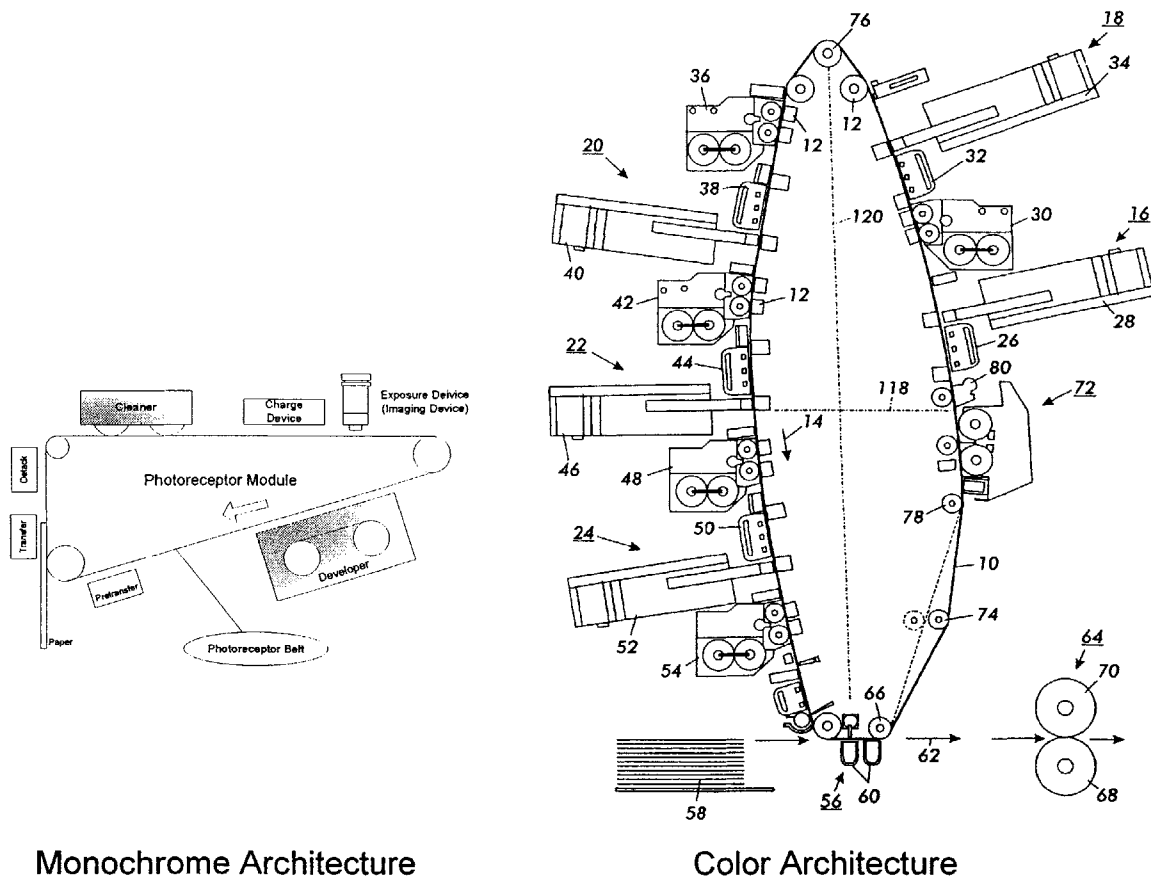 Cleaner
Charge
Device
Exposure Deivice
(Imaging Device)
Detack
Photoreceptor Module
Transfer
Developer
Pretransfer
Paper
Photoreceptor Belt
Monochrome Architecture
76
18
34
36
12
12
32
20
38
120
30
16
40
42
12
28
26
22
44
80
118
72
14
46
48
78
50
24
10
74
52
54
64
70
66
62
58
56
60
68
Color Architecture